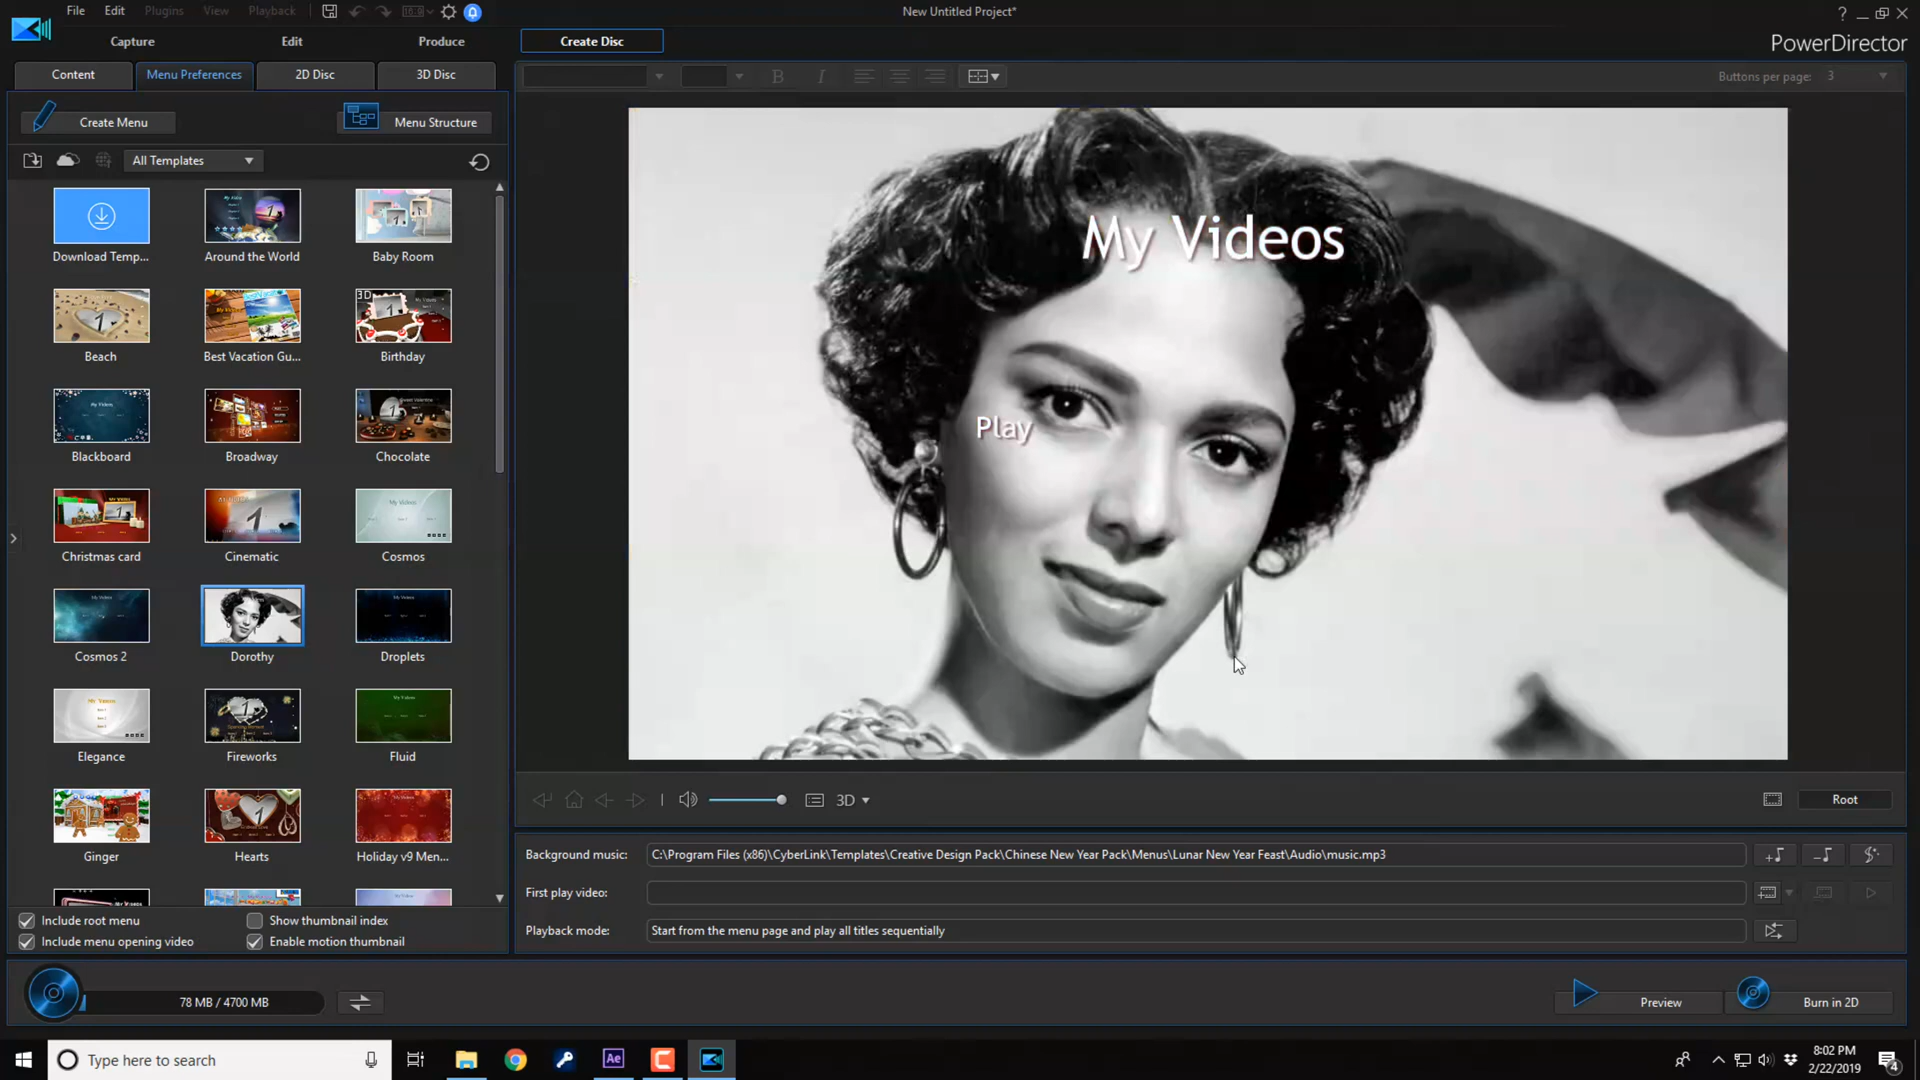 File Edit Plugins View Playback
New Untitled Project*
?
Capture Edit Produce Create Disc
PowerDirector
Content Menu Preferences 2D Disc 3D Disc
B I
Buttons per page: 3
Create Menu Menu Structure
All Templates
Download Temp... Around the World Baby Room
My Videos
Beach Best Vacation Gu... Birthday
Play
Blackboard Broadway Chocolate
Christmas card Cinematic Cosmos
Cosmos 2 Dorothy Droplets
Elegance Fireworks Fluid
3D
Root
Ginger Hearts Holiday v9 Men...
Background music: C:\Program Files (x86)\CyberLink\Templates\Creative Design Pack\Chinese New Year Pack\Menus\Lunar New Year Feast\Audio\music.mp3
First play video:
Include root menu Show thumbnail index
Playback mode: Start from the menu page and play all titles sequentially
Include menu opening video Enable motion thumbnail
78 MB / 4700 MB
Preview Burn in 2D
Type here to search
Ae
8:02 PM
2/22/2019
4